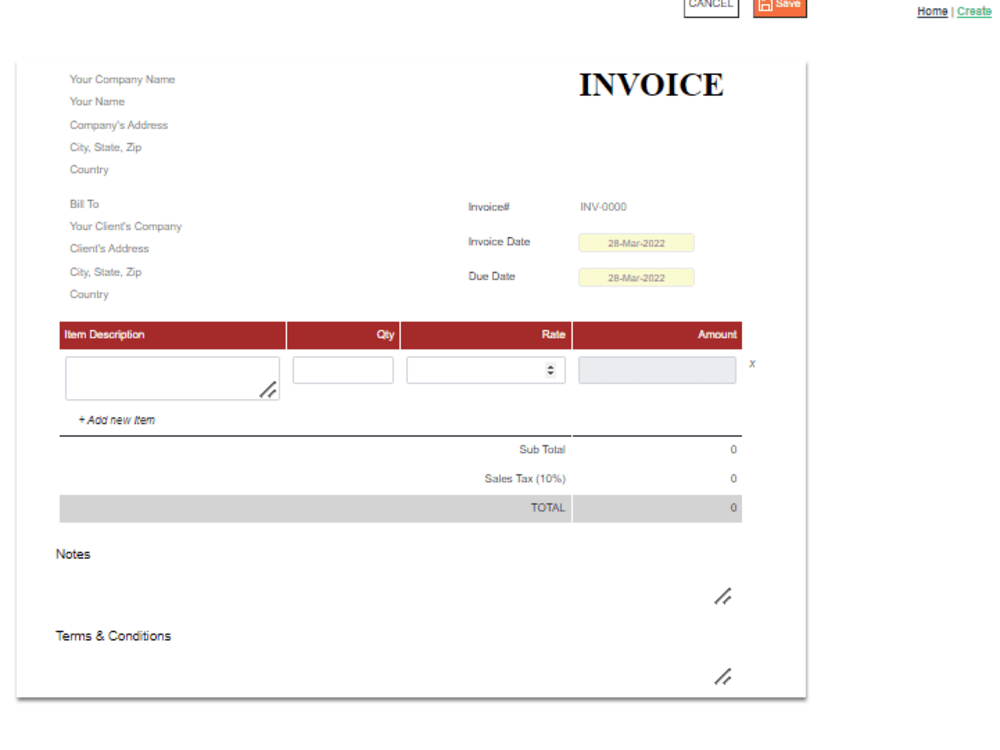 CANCEL Save Home | Create
Your Company Name INVOICE
Your Name
Company's Address
City, State, Zip
Country
Bill To Invoice# INV-0000
Your Client's Company
Invoice Date 28-Mar-2022
Client's Address
City, State, Zip
Due Date 28-Mar-2022
Country
Item Description Qty Rate Amount
x
+ Add new Item
Sub Total 0
Sales Tax (10%) 0
TOTAL 0
Notes
Terms & Conditions